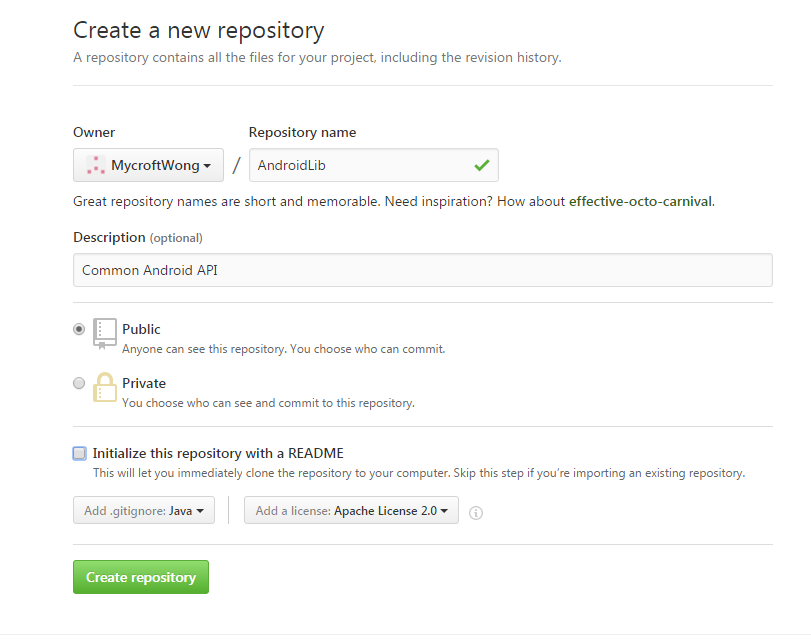 Create a new repository
A repository contains all the files for your project, including the revision history.
Owner Repository name
MycroftWong / AndroidLib
Great repository names are short and memorable. Need inspiration? How about effective-octo-carnival.
Description (optional)
Common Android API
Public
Anyone can see this repository. You choose who can commit.
Private
You choose who can see and commit to this repository.
Initialize this repository with a README
This will let you immediately clone the repository to your computer. Skip this step if you’re importing an existing repository.
Add .gitignore: Java Add a license: Apache License 2.0
Create repository